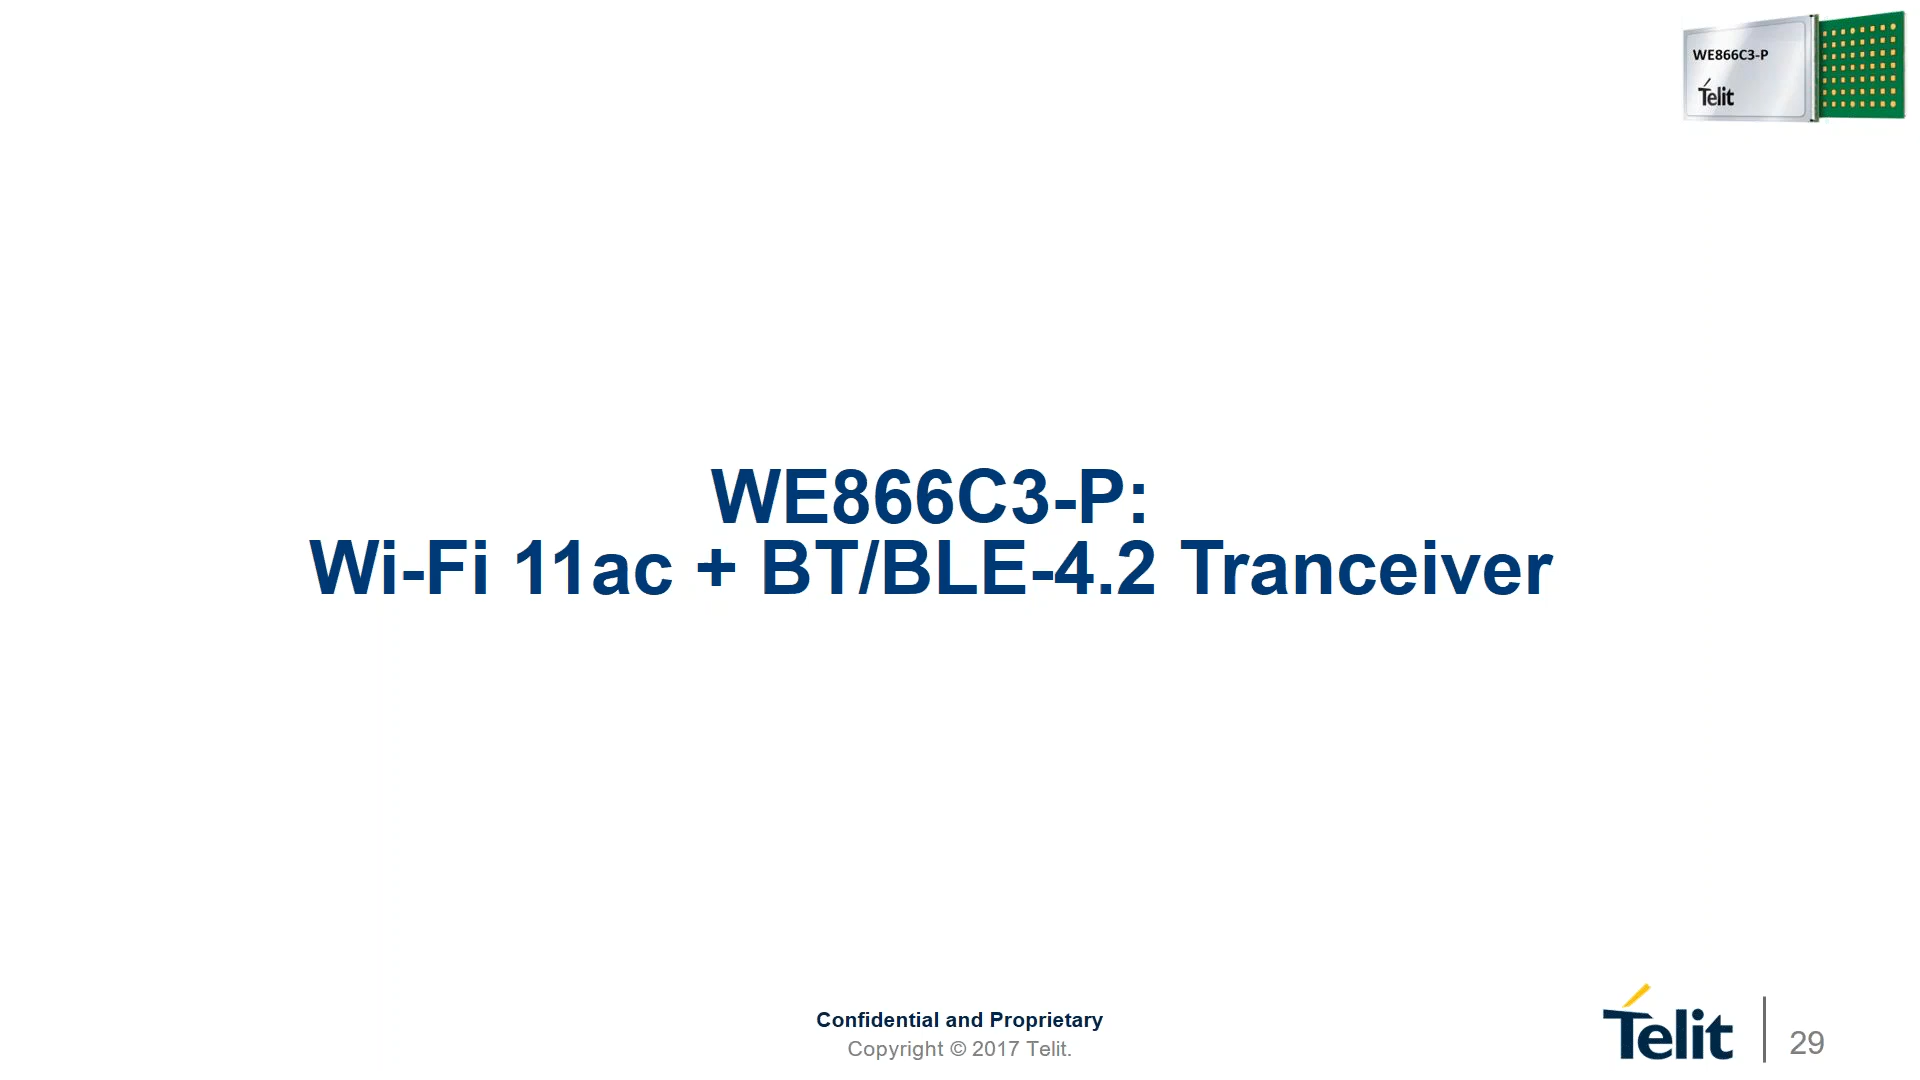 WE866C3-P
Telit
WE866C3-P:
Wi-Fi 11ac + BT/BLE-4.2 Tranceiver
Confidential and Proprietary
Copyright © 2017 Telit.
Telit
29